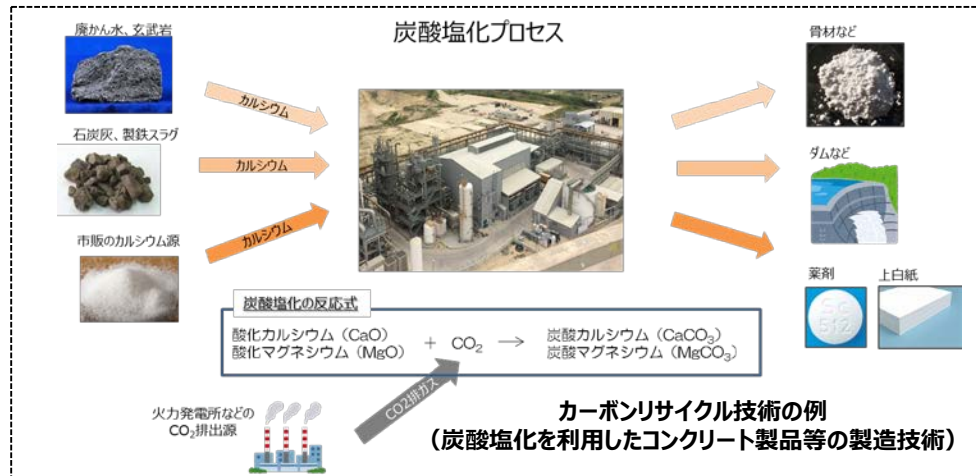 廃かん水、玄武岩
炭酸塩化プロセス
骨材など
カルシウム
石炭灰、製鉄スラグ
カルシウム
ダムなど
市販のカルシウム源
カルシウム
薬剤
上白紙
SC
512
炭酸塩化の反応式
酸化カルシウム（CaO）
酸化マグネシウム（MgO）
+ CO₂ →
炭酸カルシウム（CaCO₃）
炭酸マグネシウム（MgCO₃）
CO2排ガス
火力発電所などの
CO₂排出源
カーボンリサイクル技術の例
（炭酸塩化を利用したコンクリート製品等の製造技術）